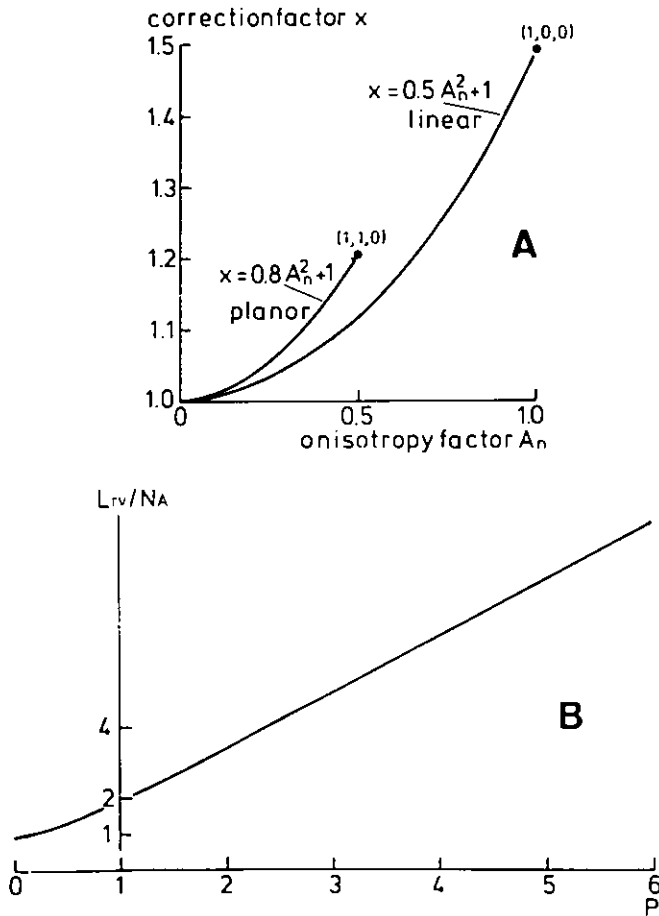 correctionfactor x
1.5
1.4
1.3
1.2
1.1
1.0
(1,0,0)
x=0.5 A²n+1
linear
(1,1,0)
x=0.8 A²n+1
planor
A
0
0.5
1.0
onisotropy factor An
Lrv/NA
4
2
1
B
0
1
2
3
4
5
6
P